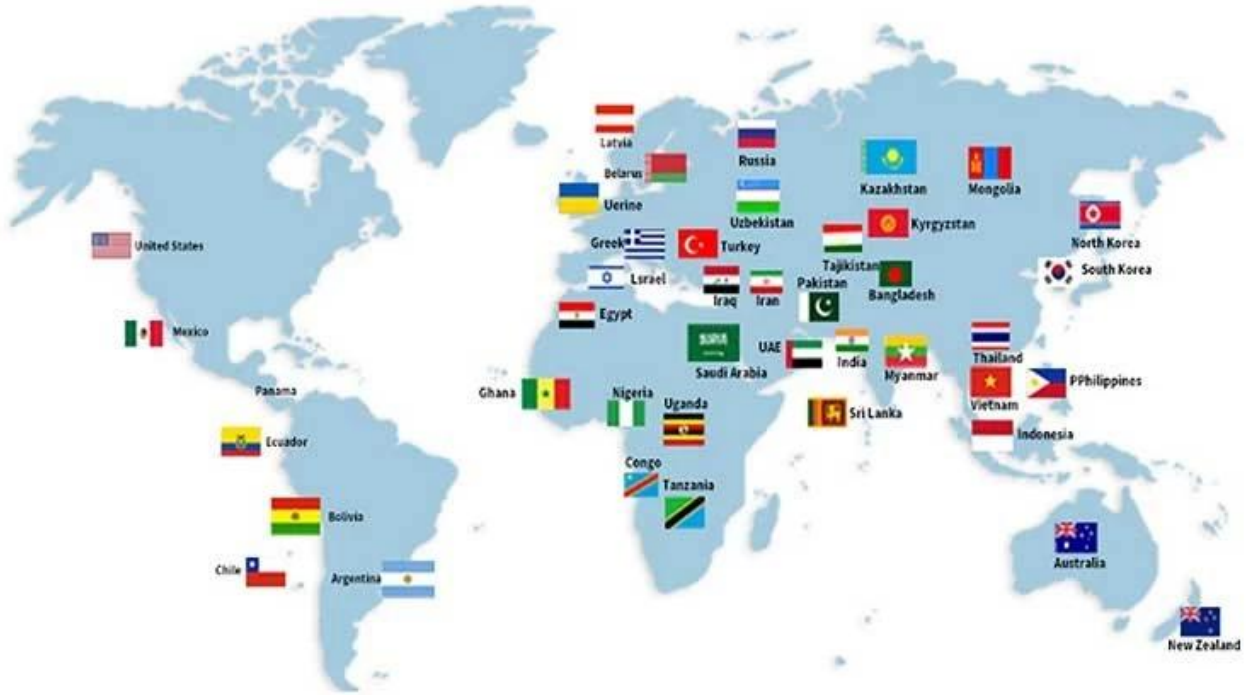 Latvia
Russia
Belarus
Kazakhstan
Mongolia
Uerine
Uzbekistan
Kyrgyzstan
North Korea
United States
Greek
Turkey
Tajikistan
South Korea
Lsrael
Iraq
Iran
Pakistan
Bangladesh
Egypt
Mexico
Saudi Arabia
UAE
India
Myanmar
Thailand
Panama
Ghana
Nigeria
Uganda
Vietnam
PPhilippines
Sri Lanka
Ecuador
Indonesia
Congo
Tanzania
Bolivia
Chile
Argentina
Australia
New Zealand